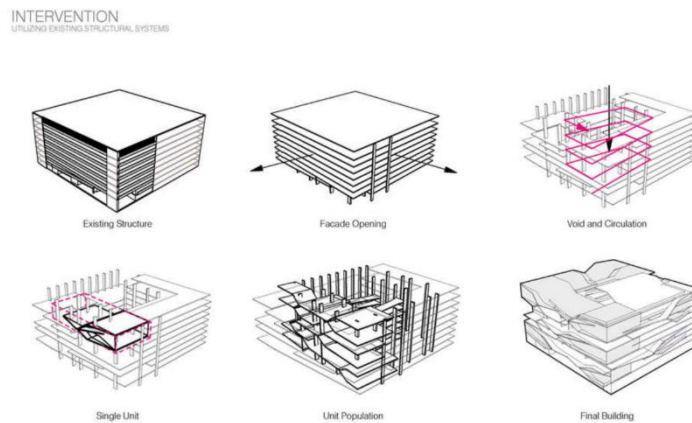 INTERVENTION
UTILIZING EXISTING STRUCTURAL SYSTEMS
Existing Structure
Facade Opening
Void and Circulation
Single Unit
Unit Population
Final Building